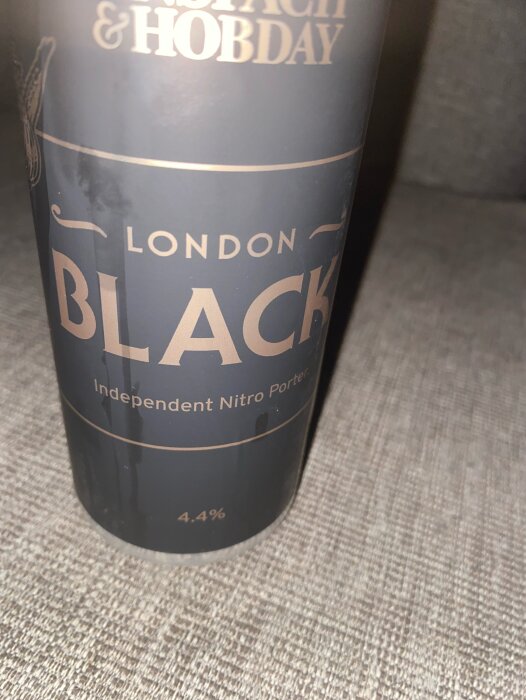 & HOBDAY
LONDON
BLACK
Independent Nitro Porter
4.4%